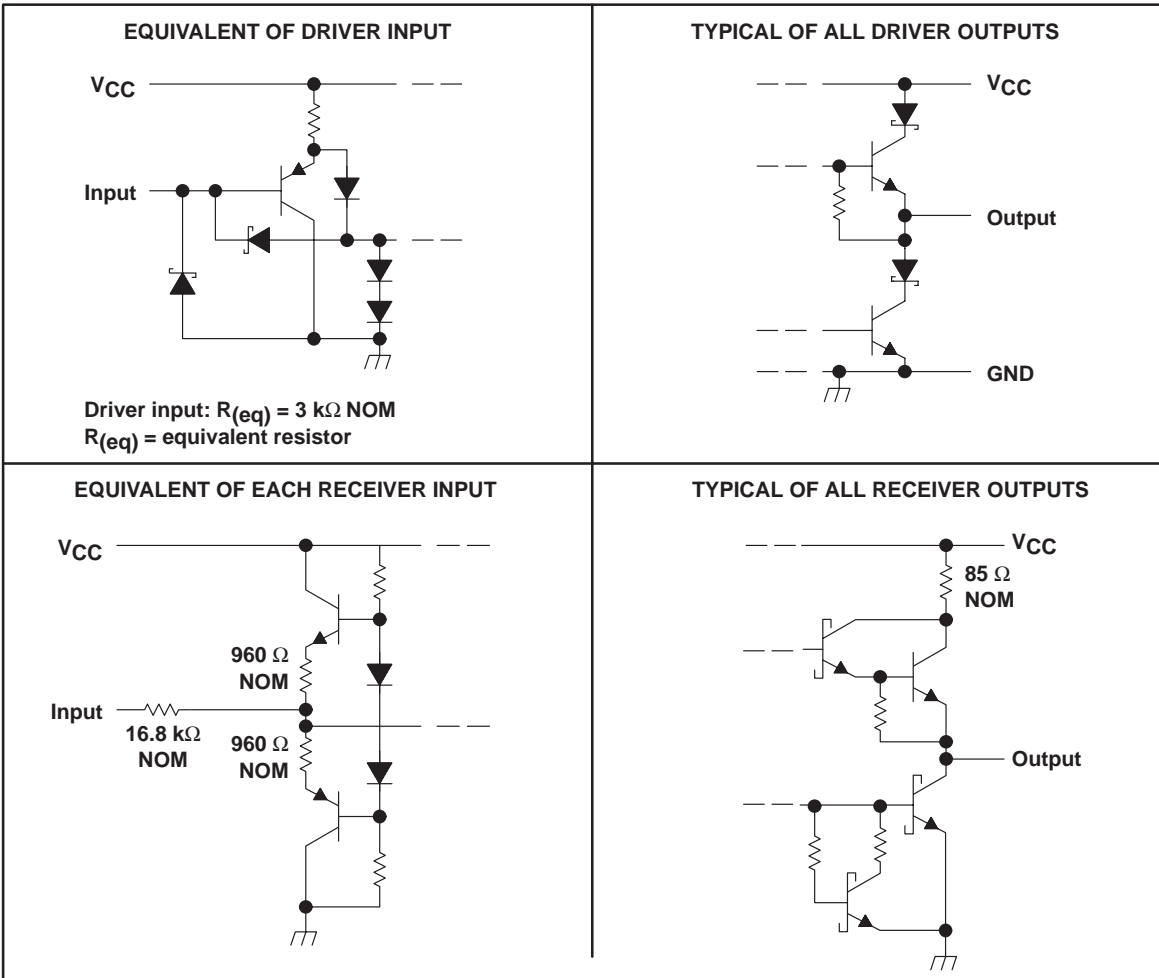 EQUIVALENT OF DRIVER INPUT
VCC
Input
Driver input: R(eq) = 3 kΩ NOM
R(eq) = equivalent resistor
TYPICAL OF ALL DRIVER OUTPUTS
VCC
Output
GND
EQUIVALENT OF EACH RECEIVER INPUT
VCC
960 Ω
NOM
Input
16.8 kΩ
NOM
960 Ω
NOM
TYPICAL OF ALL RECEIVER OUTPUTS
VCC
85 Ω
NOM
Output